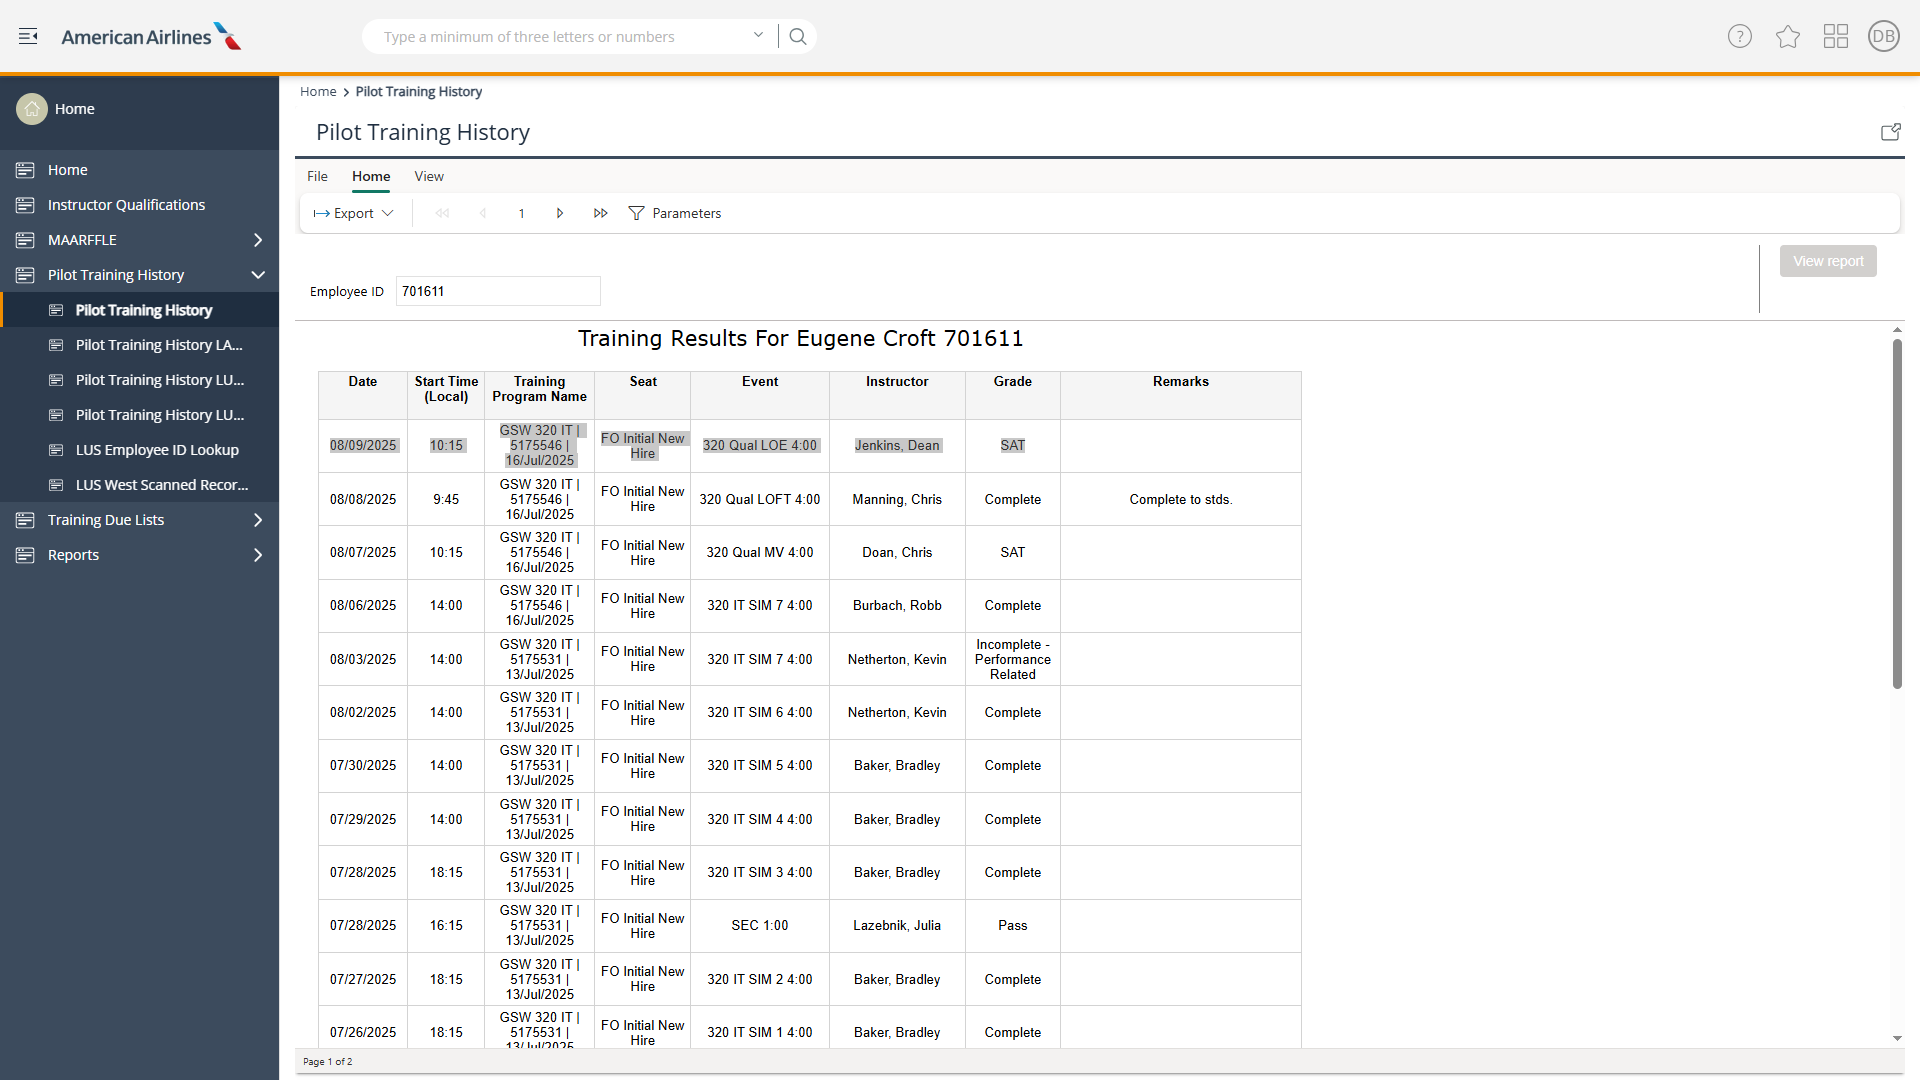 American Airlines
Type a minimum of three letters or numbers
?
DB
Home
Home
Instructor Qualifications
MAARFFLE
Pilot Training History
Pilot Training History
Pilot Training History LA...
Pilot Training History LU...
Pilot Training History LU...
LUS Employee ID Lookup
LUS West Scanned Recor...
Training Due Lists
Reports
Home > Pilot Training History
Pilot Training History
File Home View
Export 1 Parameters
View report
Employee ID 701611
Training Results For Eugene Croft 701611
Date Start Time (Local) Training Program Name Seat Event Instructor Grade Remarks
08/09/2025 10:15 GSW 320 IT | 5175546 | 16/Jul/2025 FO Initial New Hire 320 Qual LOE 4:00 Jenkins, Dean SAT
08/08/2025 9:45 GSW 320 IT | 5175546 | 16/Jul/2025 FO Initial New Hire 320 Qual LOFT 4:00 Manning, Chris Complete Complete to stds.
08/07/2025 10:15 GSW 320 IT | 5175546 | 16/Jul/2025 FO Initial New Hire 320 Qual MV 4:00 Doan, Chris SAT
08/06/2025 14:00 GSW 320 IT | 5175546 | 16/Jul/2025 FO Initial New Hire 320 IT SIM 7 4:00 Burbach, Robb Complete
08/03/2025 14:00 GSW 320 IT | 5175531 | 13/Jul/2025 FO Initial New Hire 320 IT SIM 7 4:00 Netherton, Kevin Incomplete - Performance Related
08/02/2025 14:00 GSW 320 IT | 5175531 | 13/Jul/2025 FO Initial New Hire 320 IT SIM 6 4:00 Netherton, Kevin Complete
07/30/2025 14:00 GSW 320 IT | 5175531 | 13/Jul/2025 FO Initial New Hire 320 IT SIM 5 4:00 Baker, Bradley Complete
07/29/2025 14:00 GSW 320 IT | 5175531 | 13/Jul/2025 FO Initial New Hire 320 IT SIM 4 4:00 Baker, Bradley Complete
07/28/2025 18:15 GSW 320 IT | 5175531 | 13/Jul/2025 FO Initial New Hire 320 IT SIM 3 4:00 Baker, Bradley Complete
07/28/2025 16:15 GSW 320 IT | 5175531 | 13/Jul/2025 FO Initial New Hire SEC 1:00 Lazebnik, Julia Pass
07/27/2025 18:15 GSW 320 IT | 5175531 | 13/Jul/2025 FO Initial New Hire 320 IT SIM 2 4:00 Baker, Bradley Complete
07/26/2025 18:15 GSW 320 IT | 5175531 | 13/Jul/2025 FO Initial New Hire 320 IT SIM 1 4:00 Baker, Bradley Complete
Page 1 of 2